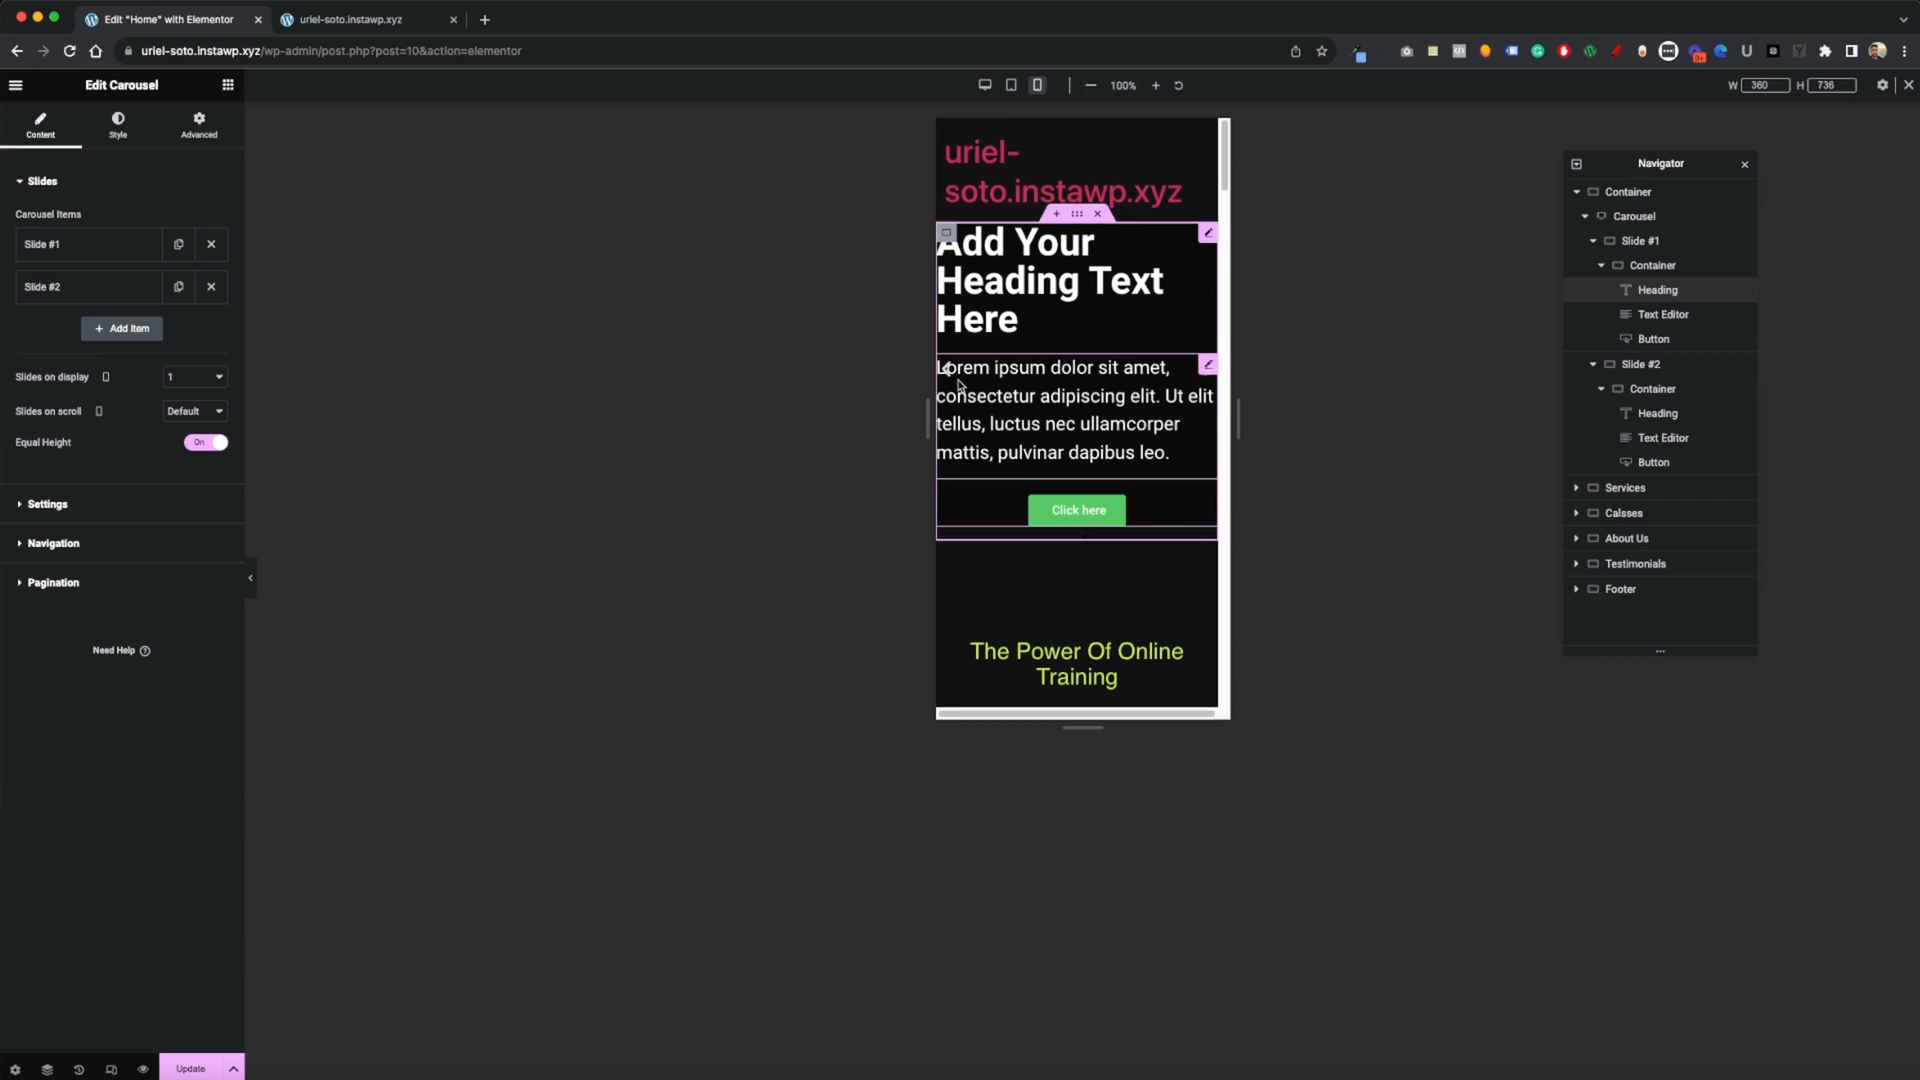 Edit "Home" with Elementor
uriel-soto.instawp.xyz
uriel-soto.instawp.xyz/wp-admin/post.php?post=10&action=elementor
9+
Edit Carousel
100%
W 360 H 736
Content Style Advanced
Slides
Carousel Items
Slide #1
Slide #2
+ Add Item
Slides on display 1
Slides on scroll Default
Equal Height On
Settings
Navigation
Pagination
Need Help
Update
uriel-
soto.instawp.xyz
Add Your
Heading Text
Here
Lorem ipsum dolor sit amet,
consectetur adipiscing elit. Ut elit
tellus, luctus nec ullamcorper
mattis, pulvinar dapibus leo.
Click here
The Power Of Online
Training
Navigator
Container
Carousel
Slide #1
Container
Heading
Text Editor
Button
Slide #2
Container
Heading
Text Editor
Button
Services
Calsses
About Us
Testimonials
Footer